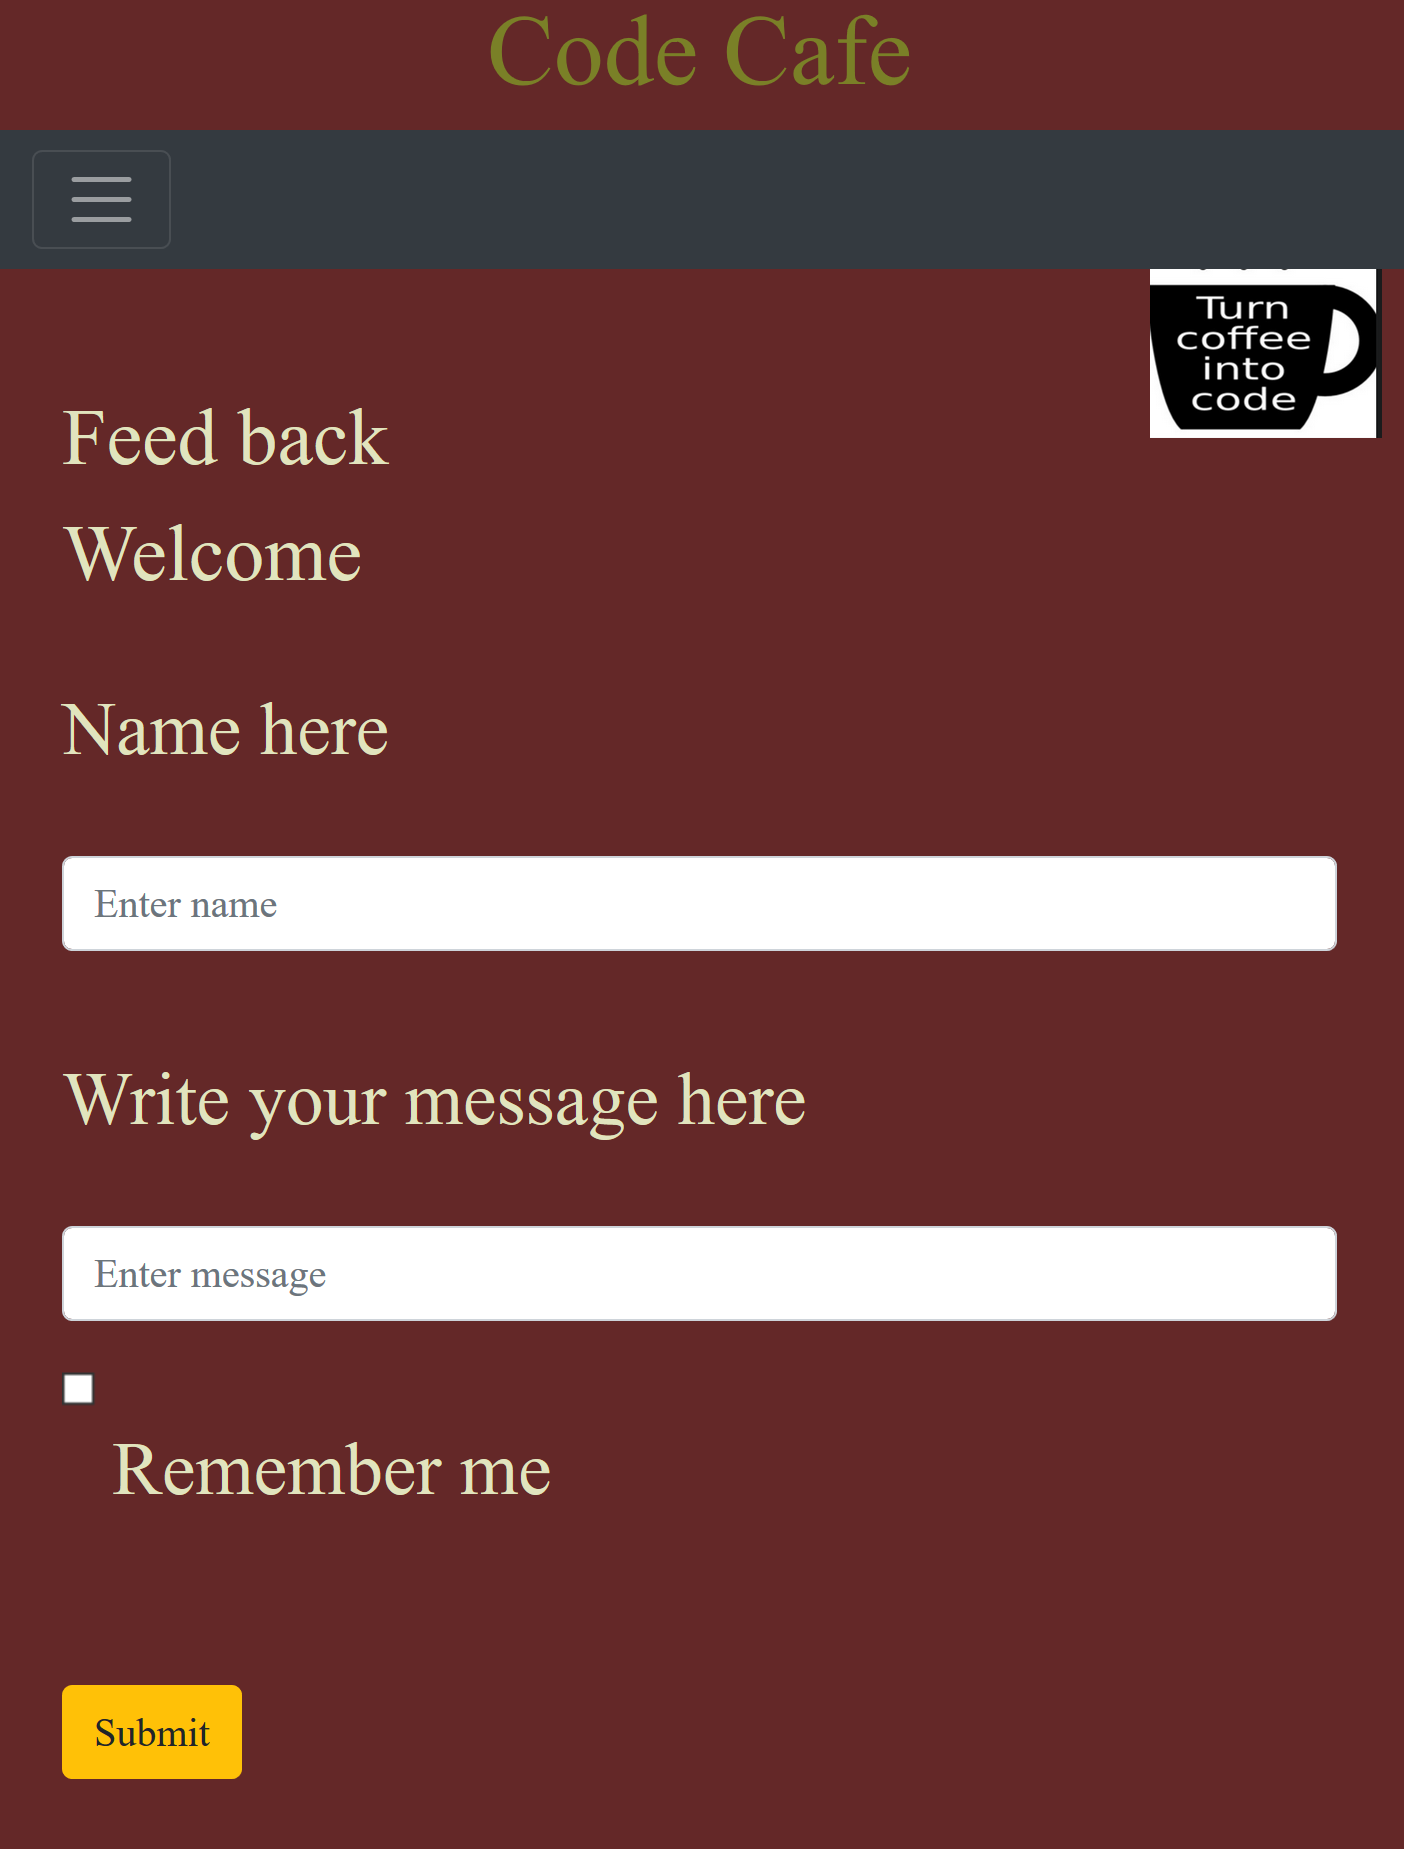 Code Cafe
Turn
coffee
into
code
Feed back
Welcome
Name here
Enter name
Write your message here
Enter message
Remember me
Submit